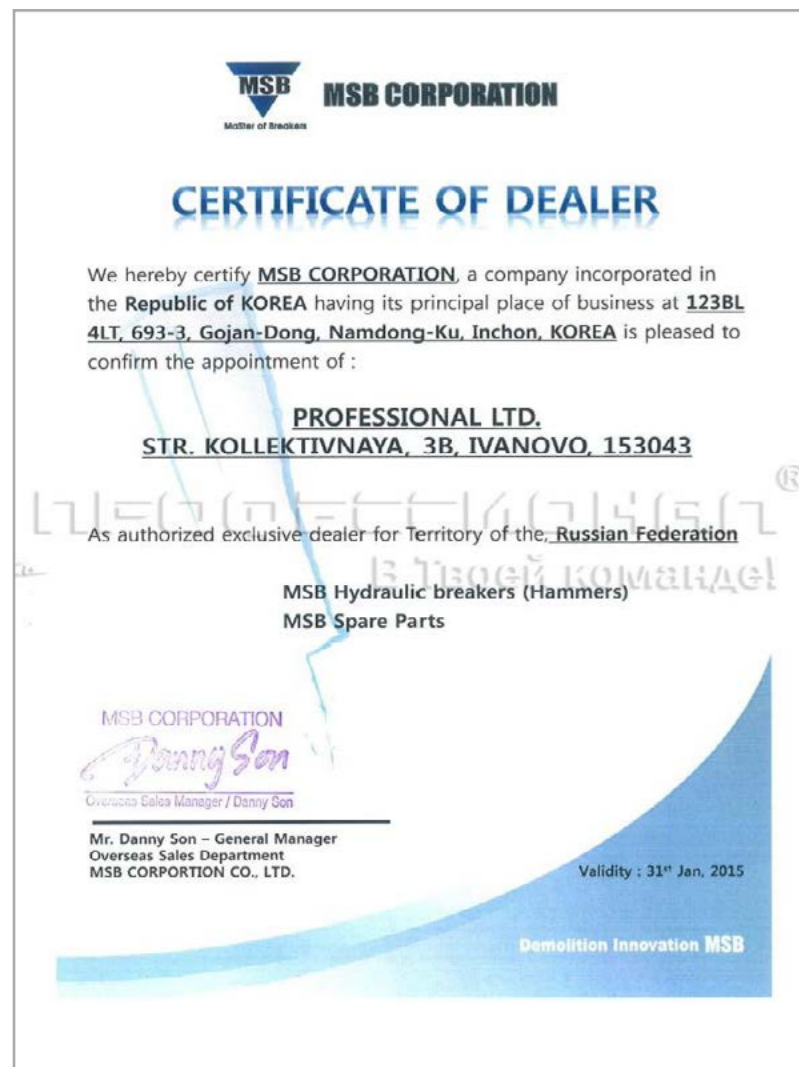 MSB
MaSter of Breakers
MSB CORPORATION
CERTIFICATE OF DEALER
We hereby certify MSB CORPORATION, a company incorporated in
the Republic of KOREA having its principal place of business at 123BL
4LT, 693-3, Gojan-Dong, Namdong-Ku, Inchon, KOREA is pleased to
confirm the appointment of :
PROFESSIONAL LTD.
STR. KOLLEKTIVNAYA, 3B, IVANOVO, 153043
ПРОФЕССИОНАЛ ®
As authorized exclusive dealer for Territory of the, Russian Federation
В Твоей команде!
MSB Hydraulic breakers (Hammers)
MSB Spare Parts
MSB CORPORATION
Danny Son
Overseas Sales Manager / Danny Son
Mr. Danny Son – General Manager
Overseas Sales Department
MSB CORPORTION CO., LTD.
Validity : 31st Jan, 2015
Demolition Innovation MSB